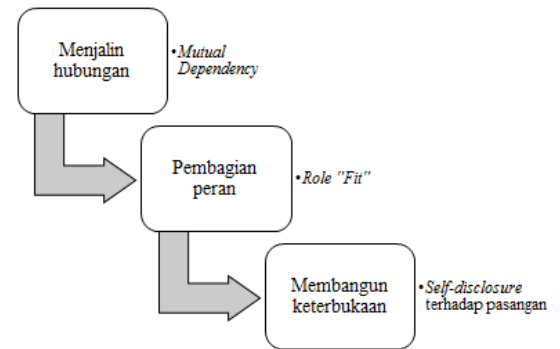 Menjalin
hubungan
•Mutual
Dependency
Pembagian
peran
•Role "Fit"
Membangun
keterbukaan
•Self-disclosure
terhadap pasangan